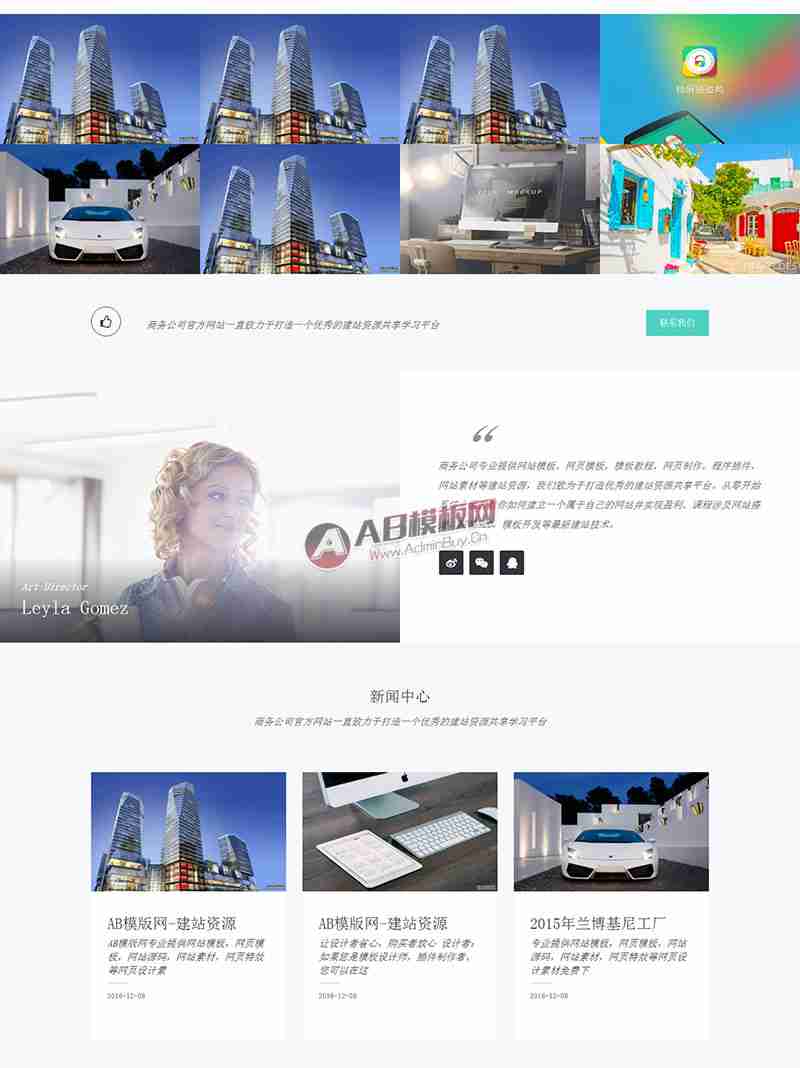 商务公司官方网站一直致力于打造一个优秀的建站资源共享学习平台
联系我们
商务公司专业提供网站模板，网页模板，模板教程，网页制作，程序插件，
网站素材等建站资源，我们致力于打造优秀的建站资源共享平台。从零开始
你如何建立一个属于自己的网站并实现盈利，课程涉及网站搭
模板开发等最新建站技术。
AB模板网
Www.AdminBuy.Cn
Art Director
Leyla Gomez
新闻中心
商务公司官方网站一直致力于打造一个优秀的建站资源共享学习平台
AB模版网-建站资源
AB模版网专业提供网站模板，网页模
板，网站源码，网站素材，网页特效
等网页设计素
2016-12-08
AB模版网-建站资源
让设计者省心，购买者放心 设计者：
如果您是模板设计师，插件制作者，
您可以在这
2016-12-08
2015年兰博基尼工厂
专业提供网站模板，网页模板，网站
源码，网站素材，网页特效等网页设
计素材免费下
2016-12-08